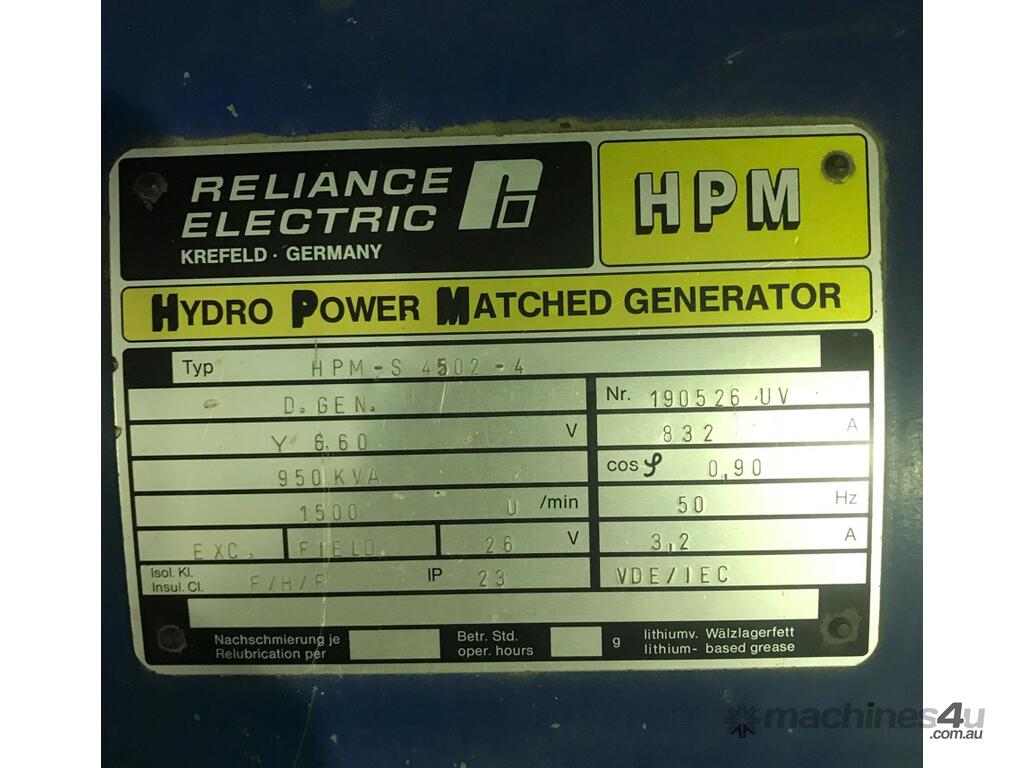 RELIANCE
ELECTRIC
KREFELD · GERMANY
HPM
HYDRO POWER MATCHED GENERATOR
Typ HPM-S 4502-4
D. GEN. Nr. 190526 UV
Y 6.60 V 832 A
950 KVA cos φ 0,90
1500 U /min 50 Hz
EXC. FIELD. 26 V 3,2 A
Isol. Kl.
Insul. Cl. F/H/F IP 23 VDE/IEC
Nachschmierung je Betr. Std. g lithiumv. Wälzlagerfett
Relubrication per oper. hours lithium- based grease
machines4u
.com.au